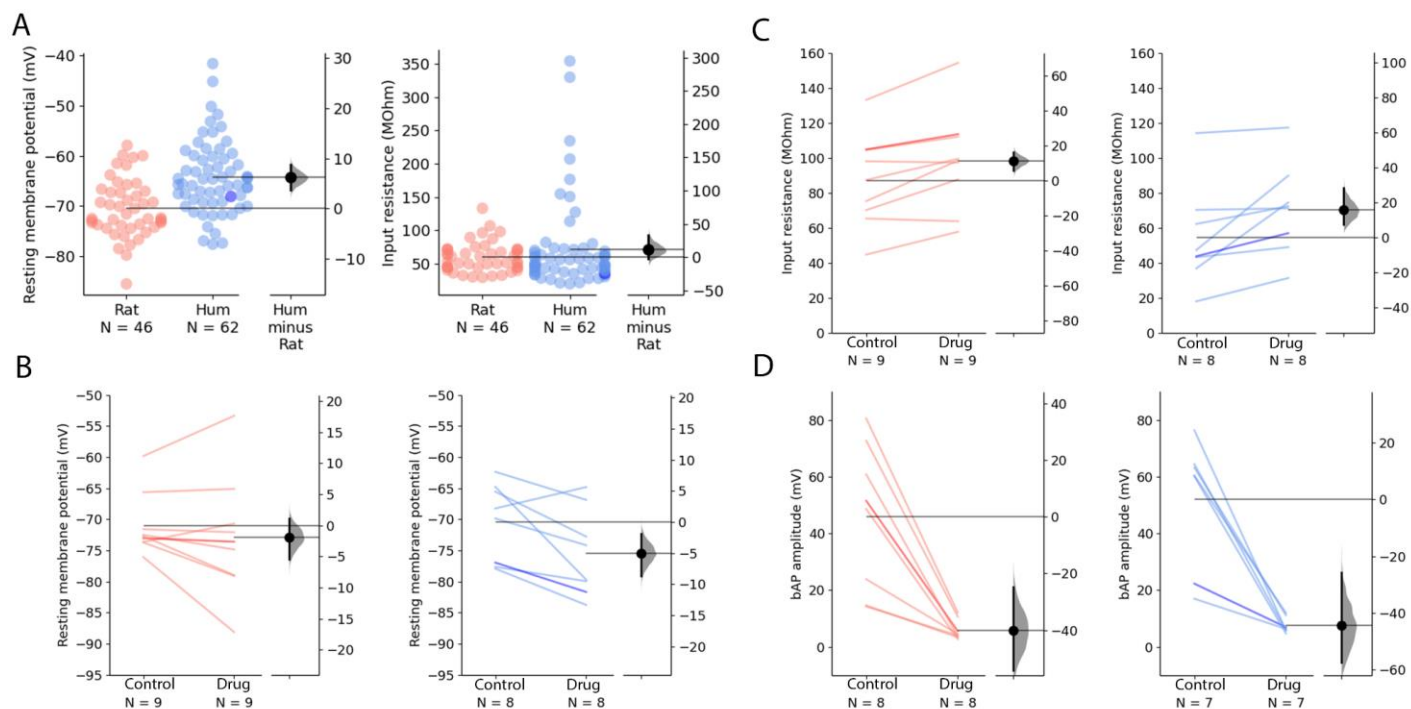 A
Resting membrane potential (mV)
−40
−50
−60
−70
−80
30
20
10
0
−10
Rat
N = 46
Hum
N = 62
Hum
minus
Rat
Input resistance (MOhm)
350
300
250
200
150
100
50
300
250
200
150
100
50
0
−50
Rat
N = 46
Hum
N = 62
Hum
minus
Rat
B
Resting membrane potential (mV)
−50
−55
−60
−65
−70
−75
−80
−85
−90
−95
20
15
10
5
0
−5
−10
−15
−20
Control
N = 9
Drug
N = 9
Resting membrane potential (mV)
−50
−55
−60
−65
−70
−75
−80
−85
−90
−95
20
15
10
5
0
−5
−10
−15
−20
Control
N = 8
Drug
N = 8
C
Input resistance (MOhm)
160
140
120
100
80
60
40
20
0
60
40
20
0
−20
−40
−60
−80
Control
N = 9
Drug
N = 9
Input resistance (MOhm)
160
140
120
100
80
60
40
20
0
100
80
60
40
20
0
−20
−40
Control
N = 8
Drug
N = 8
D
bAP amplitude (mV)
80
60
40
20
0
40
20
0
−20
−40
Control
N = 8
Drug
N = 8
bAP amplitude (mV)
80
60
40
20
0
20
0
−20
−40
−60
Control
N = 7
Drug
N = 7